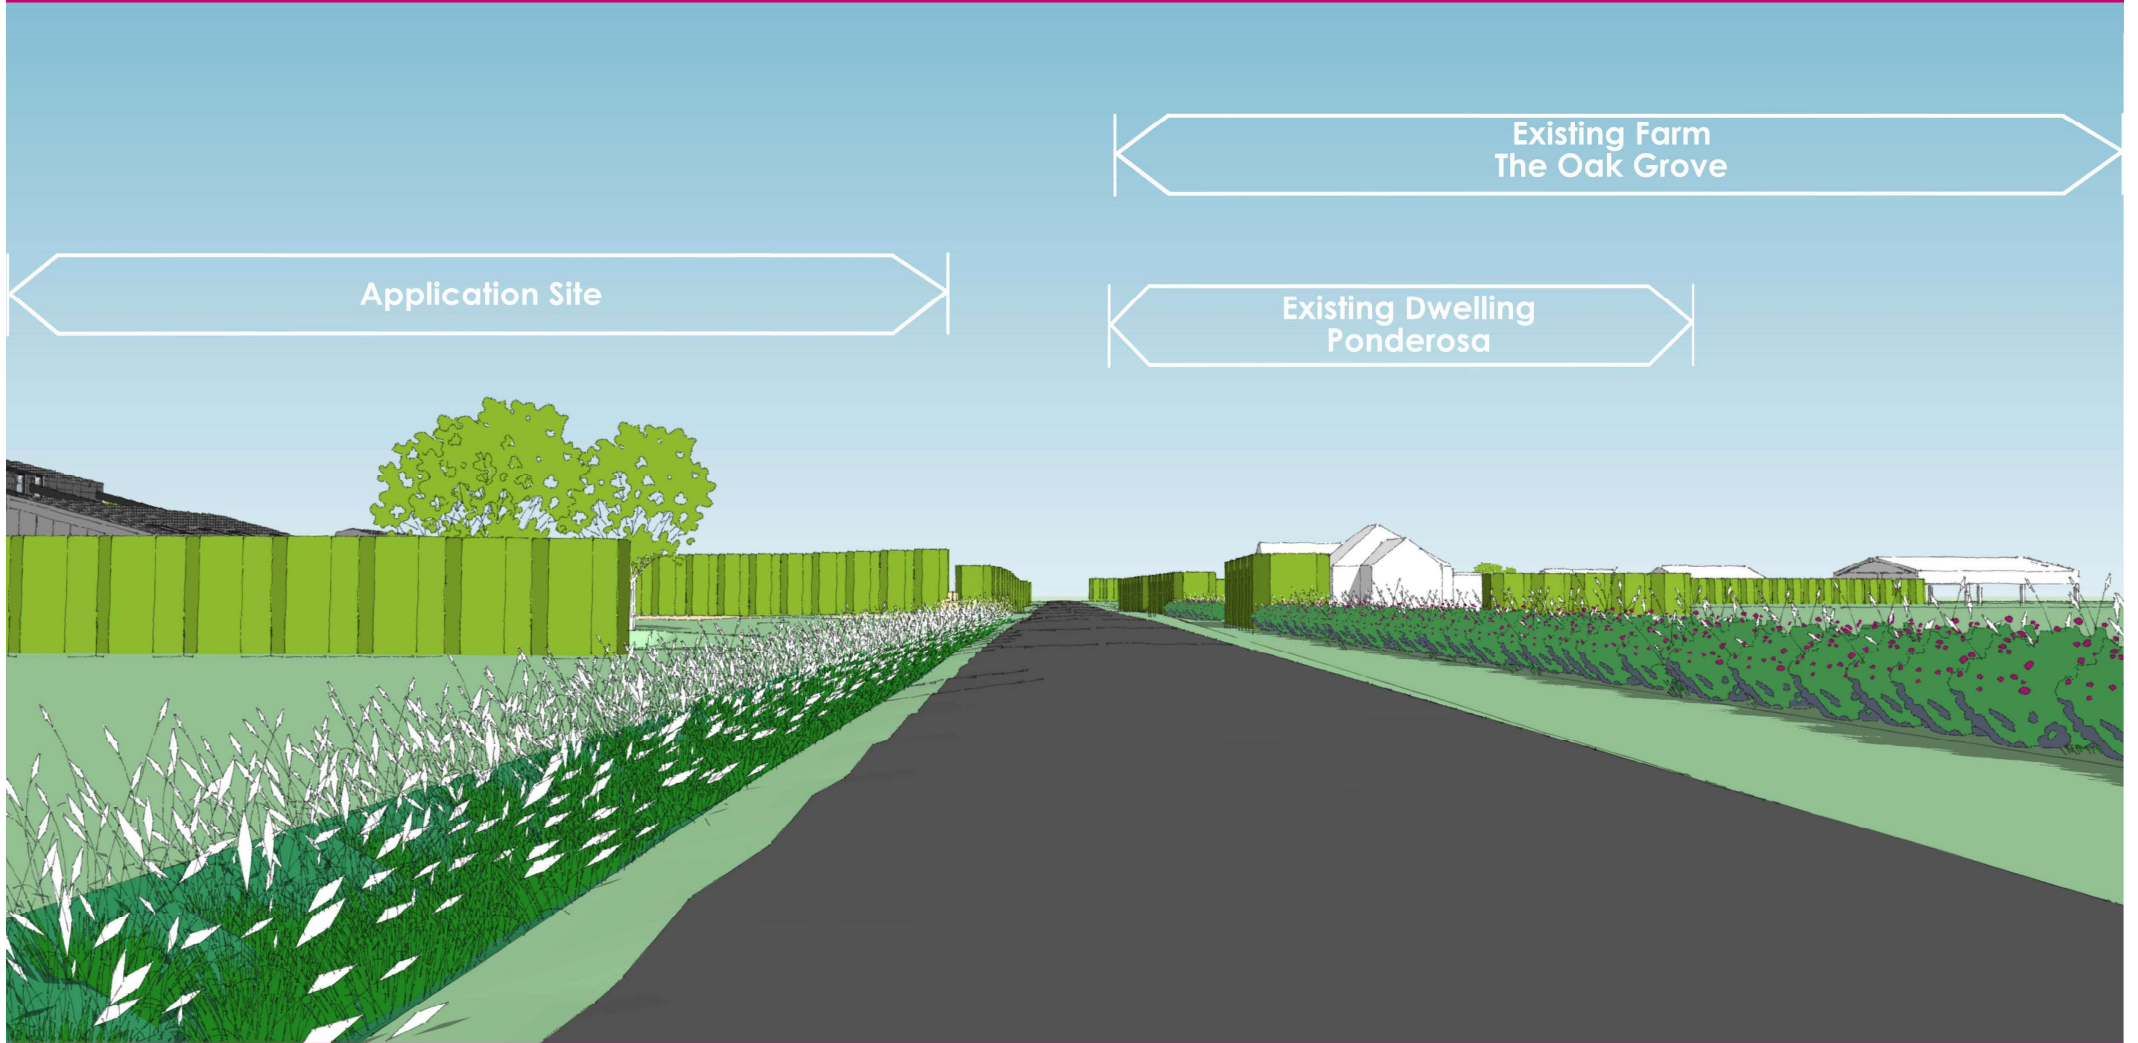 Existing Farm
The Oak Grove
Application Site
Existing Dwelling
Ponderosa